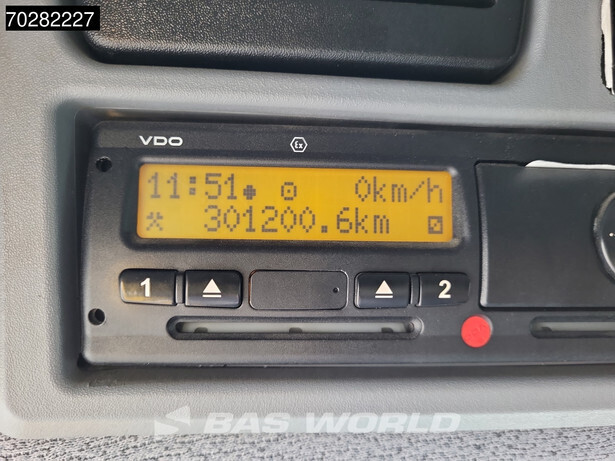 70282227
VDO
Ex
11:51 0km/h
301200.6km
1 2
BAS WORLD